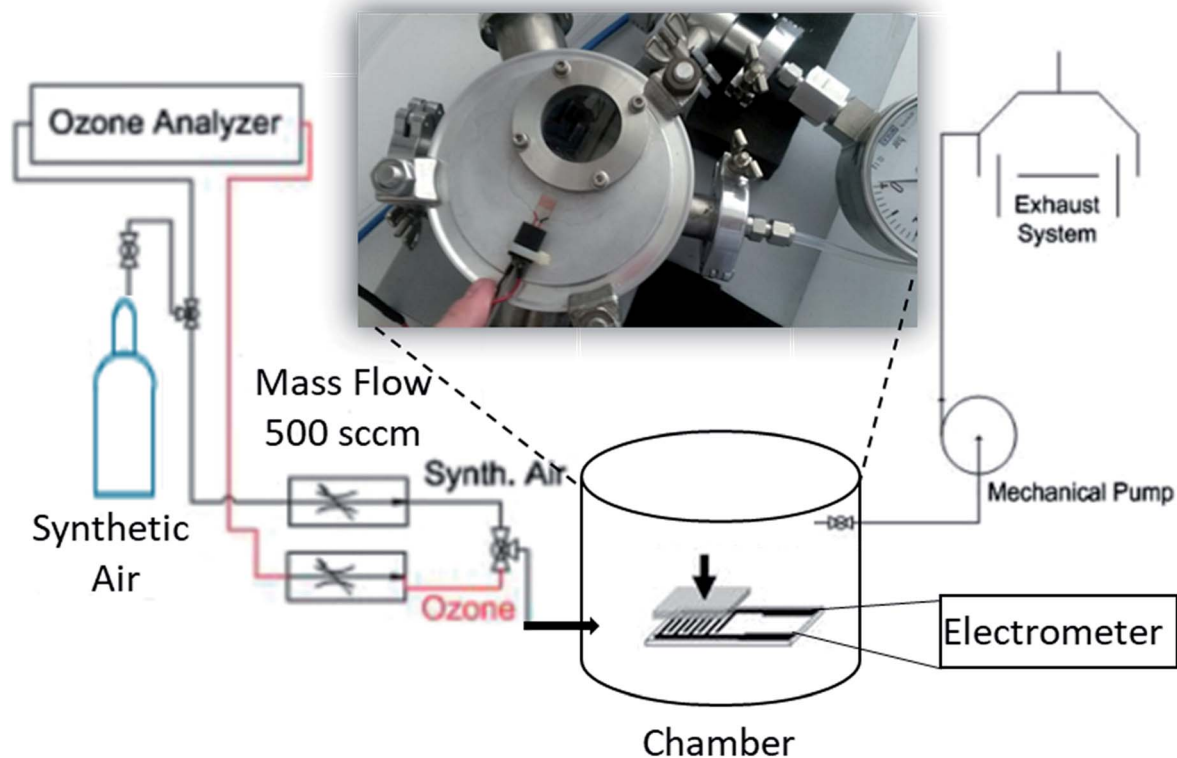 Ozone Analyzer
Exhaust
System
Mass Flow
500 sccm
Synth. Air
Mechanical Pump
Synthetic
Air
Ozone
Electrometer
Chamber